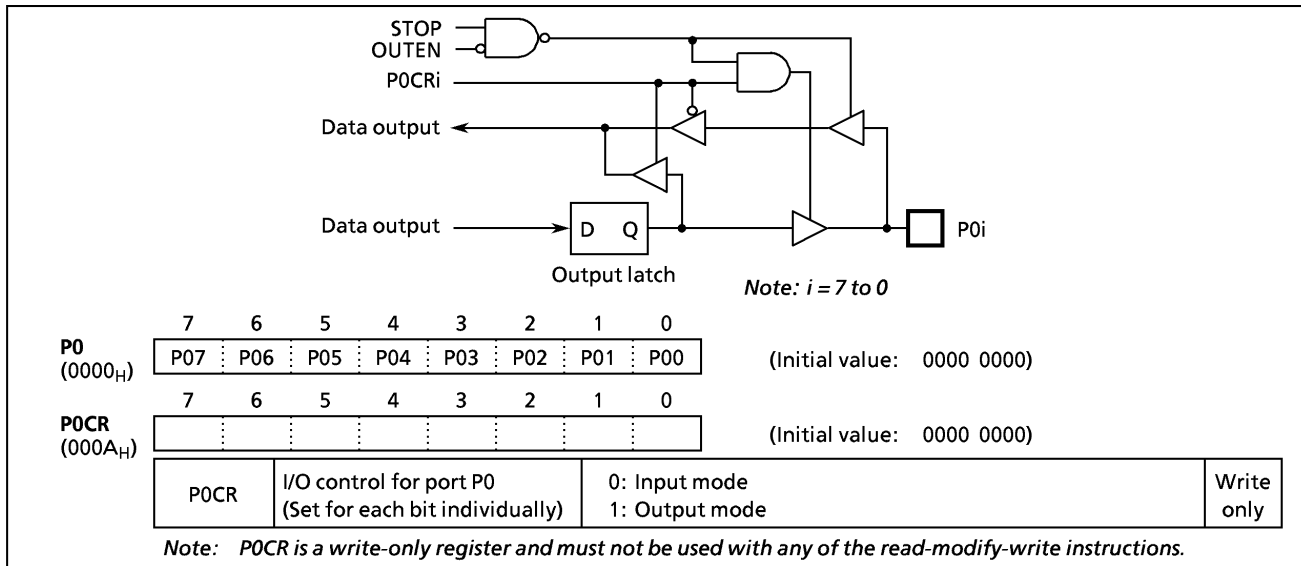 STOP
OUTEN
P0CRi
Data output
Data output
D Q
P0i
Output latch
Note: i = 7 to 0
7 6 5 4 3 2 1 0
P0
(0000H)
P07 P06 P05 P04 P03 P02 P01 P00
(Initial value: 0000 0000)
7 6 5 4 3 2 1 0
P0CR
(000AH)
(Initial value: 0000 0000)
P0CR
I/O control for port P0
(Set for each bit individually)
0: Input mode
1: Output mode
Write
only
Note: P0CR is a write-only register and must not be used with any of the read-modify-write instructions.